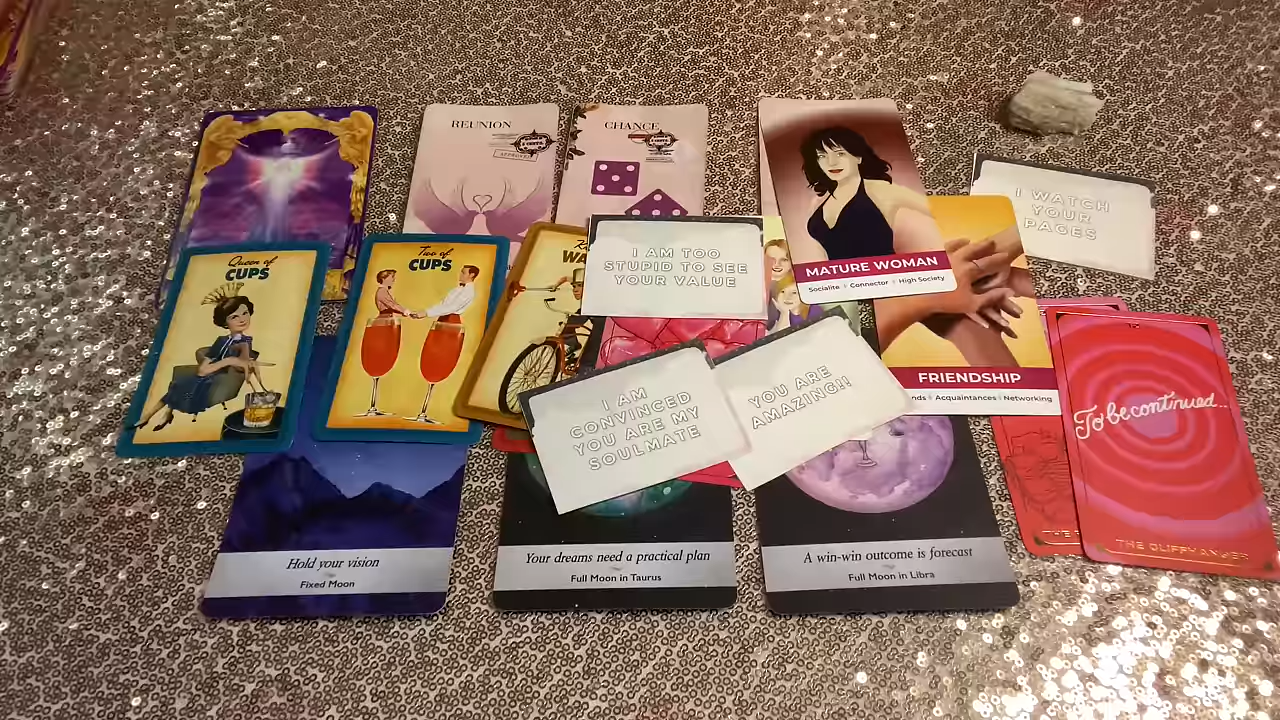 REUNION
APPROVED
CHANCE
I WATCH
YOUR
PAGES
I AM TOO
STUPID TO SEE
YOUR VALUE
MATURE WOMAN
Socialite Connector High Society
Queen of
CUPS
Two of
CUPS
I AM
CONVINCED
YOU ARE MY
SOULMATE
YOU ARE
AMAZING!!
FRIENDSHIP
Acquaintances Networking
To be continued...
THE
THE CLIFFHANGER
Hold your vision
Fixed Moon
Your dreams need a practical plan
Full Moon in Taurus
A win-win outcome is forecast
Full Moon in Libra